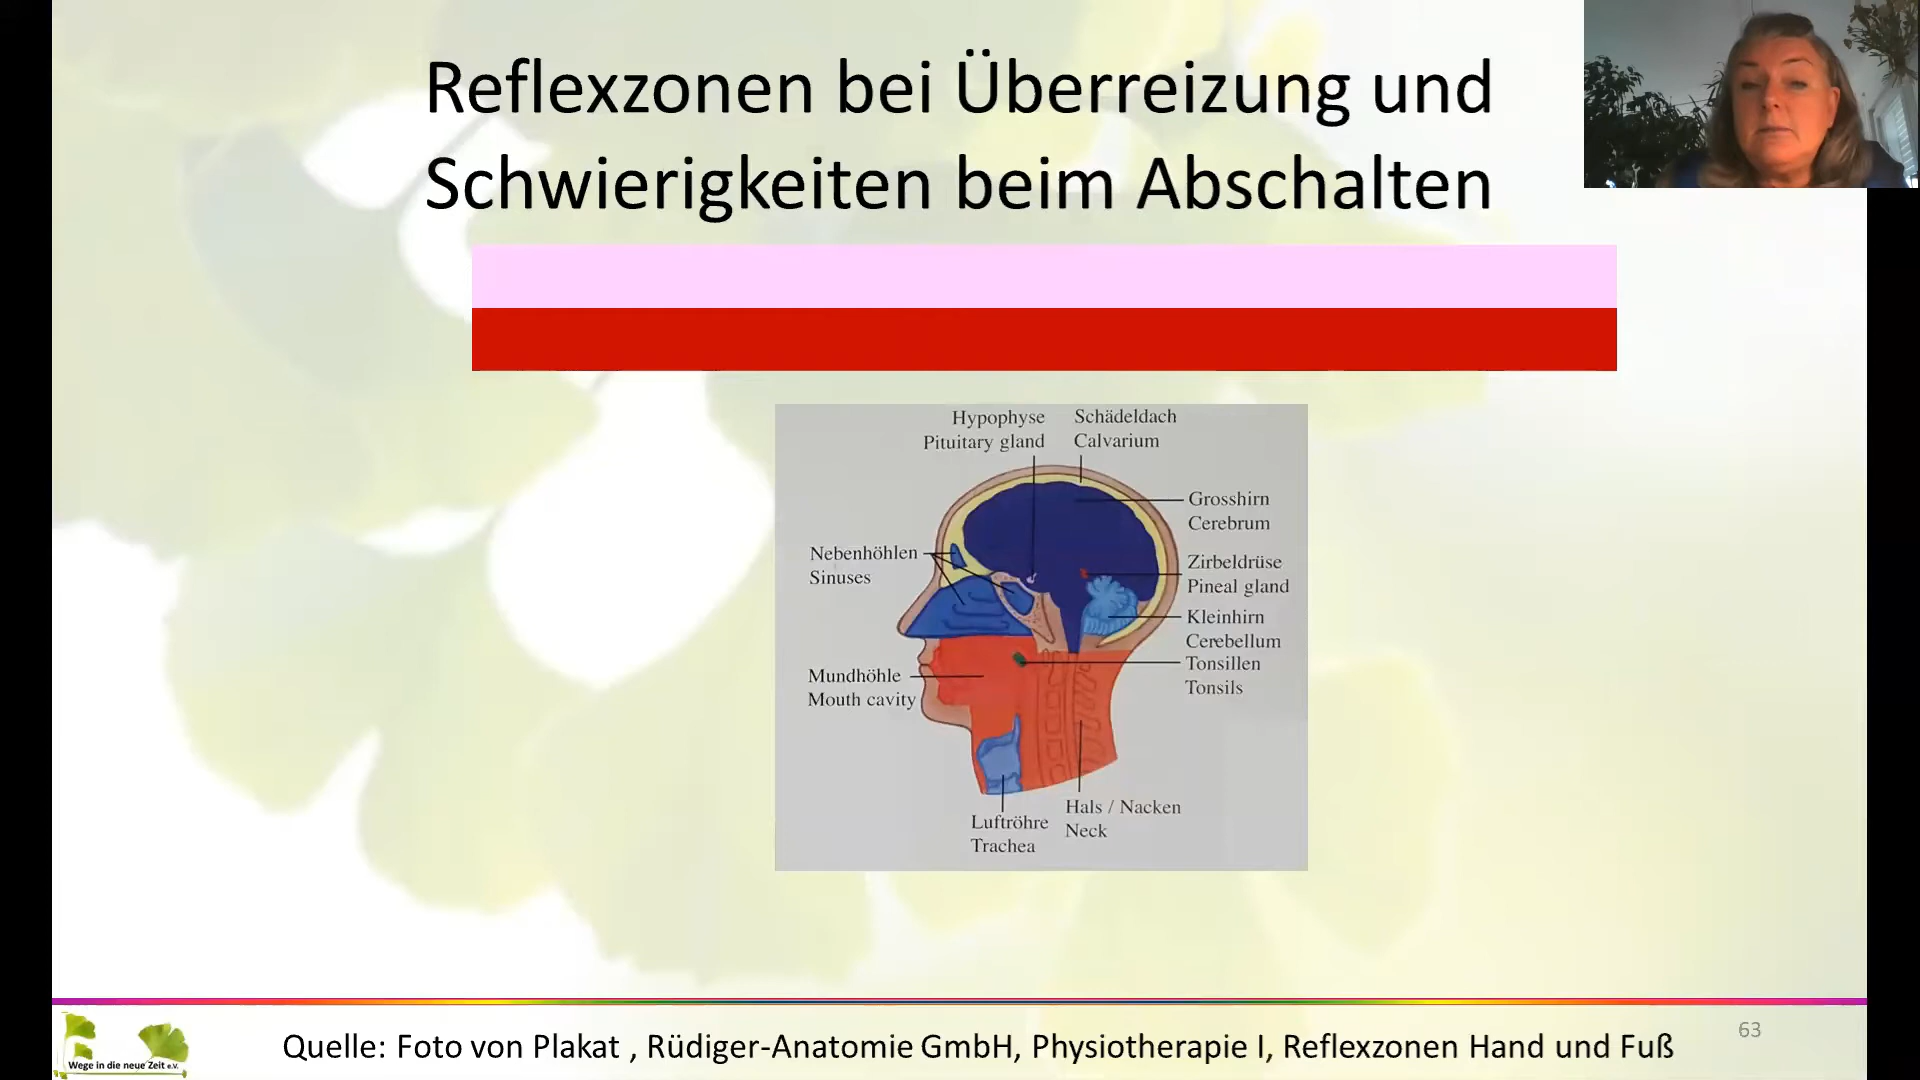 Reflexzonen bei Überreizung und
Schwierigkeiten beim Abschalten
Hypophyse
Pituitary gland
Schädeldach
Calvarium
Grosshirn
Cerebrum
Nebenhöhlen
Sinuses
Zirbeldrüse
Pineal gland
Kleinhirn
Cerebellum
Tonsillen
Tonsils
Mundhöhle
Mouth cavity
Luftröhre
Trachea
Hals / Nacken
Neck
Wege in die neue Zeit e.V.
Quelle: Foto von Plakat , Rüdiger-Anatomie GmbH, Physiotherapie I, Reflexzonen Hand und Fuß
63